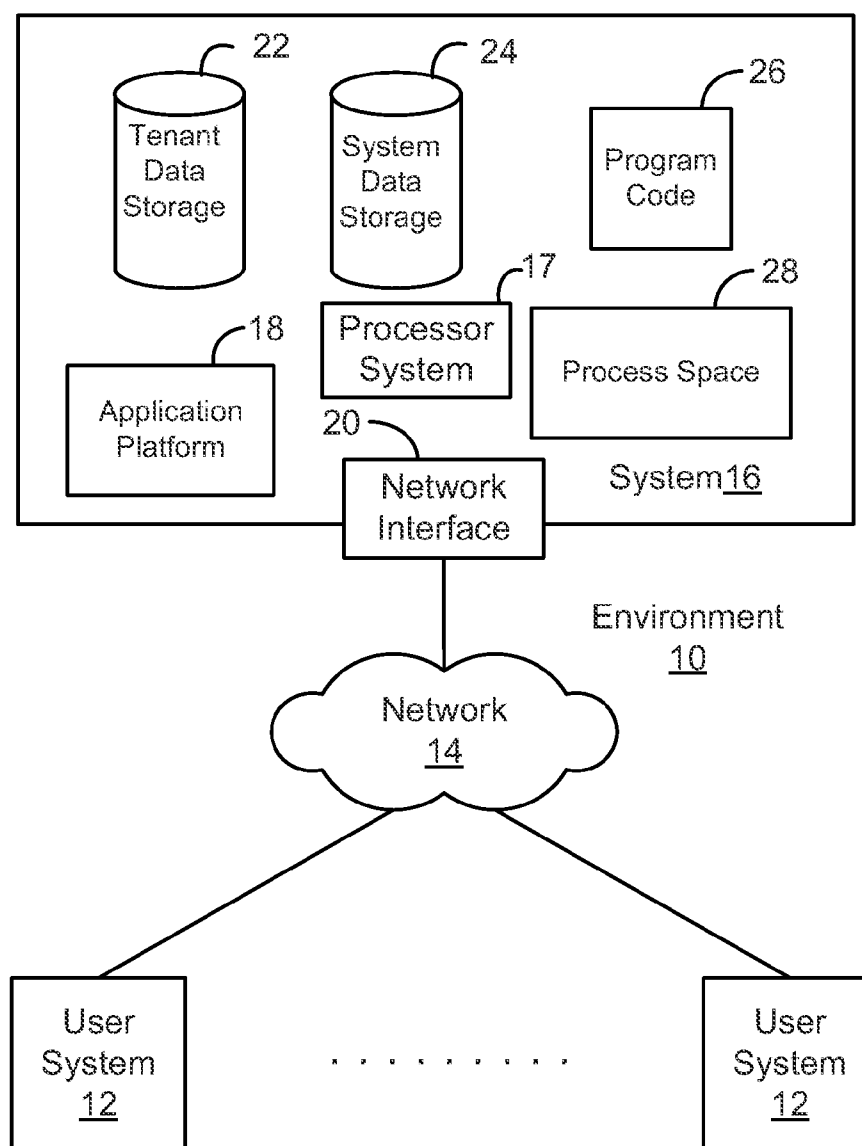 22
24
26
Tenant
Data
Storage
System
Data
Storage
Program
Code
17
28
18
Processor
System
Process Space
Application
Platform
20
System16
Network
Interface
Environment
10
Network
14
User
System
12
User
System
12